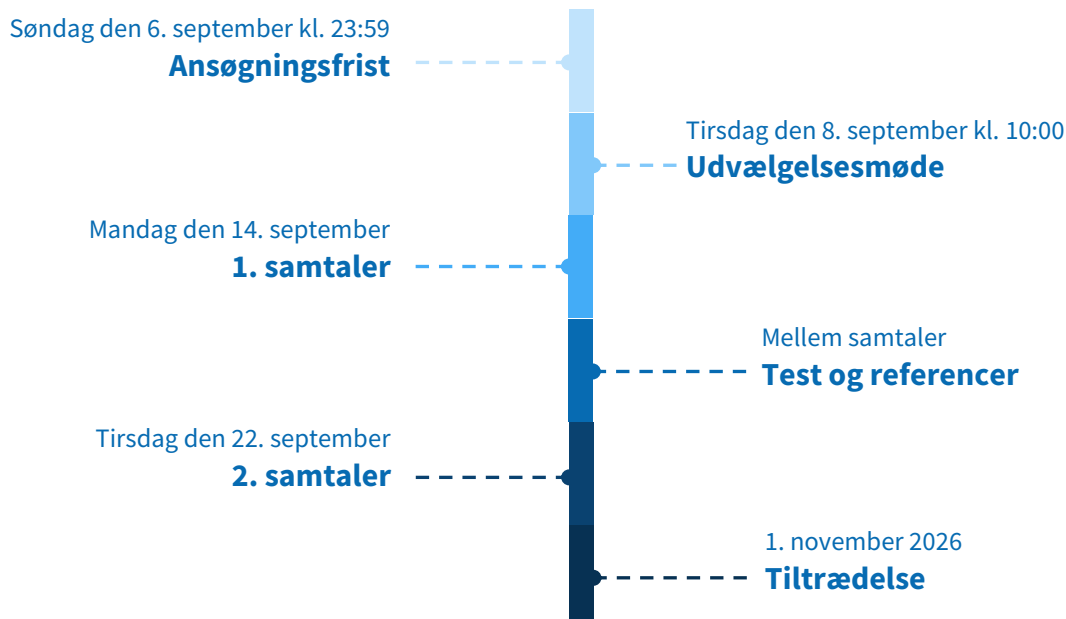 Søndag den 6. september kl. 23:59
Ansøgningsfrist
Tirsdag den 8. september kl. 10:00
Udvælgelsesmøde
Mandag den 14. september
1. samtaler
Mellem samtaler
Test og referencer
Tirsdag den 22. september
2. samtaler
1. november 2026
Tiltrædelse